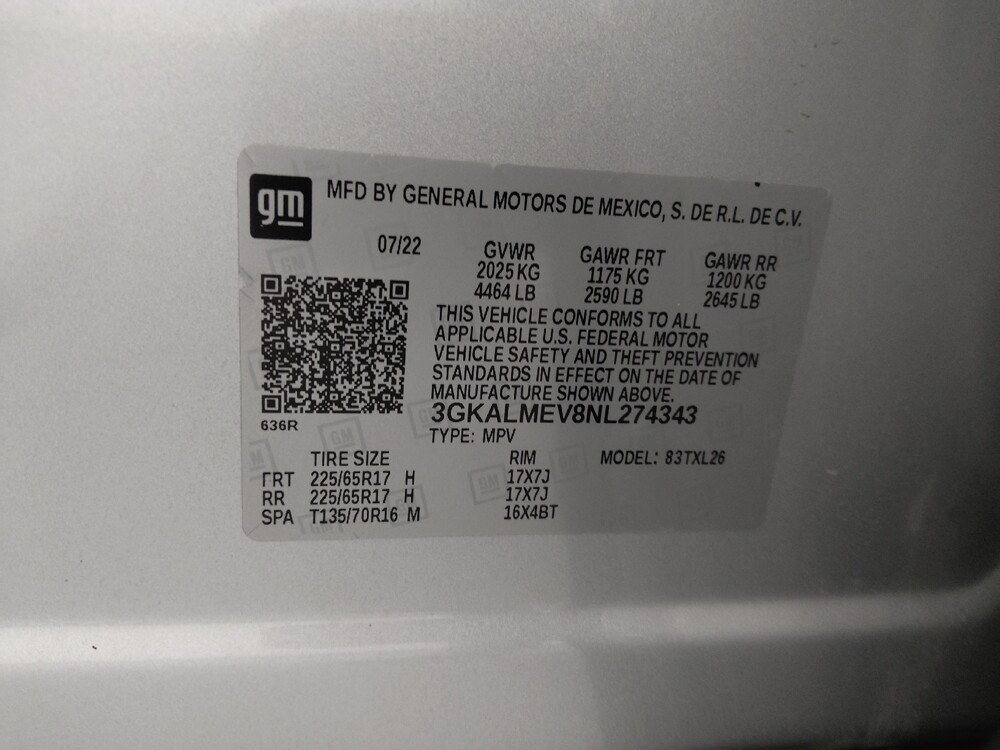 gm
MFD BY GENERAL MOTORS DE MEXICO, S. DE R.L. DE C.V.
07/22 GVWR GAWR FRT GAWR RR
2025 KG 1175 KG 1200 KG
4464 LB 2590 LB 2645 LB
THIS VEHICLE CONFORMS TO ALL
APPLICABLE U.S. FEDERAL MOTOR
VEHICLE SAFETY AND THEFT PREVENTION
STANDARDS IN EFFECT ON THE DATE OF
MANUFACTURE SHOWN ABOVE.
3GKALMEV8NL274343
636R
TYPE: MPV
TIRE SIZE RIM MODEL: 83TXL26
FRT 225/65R17 H 17X7J
RR 225/65R17 H 17X7J
SPA T135/70R16 M 16X4BT